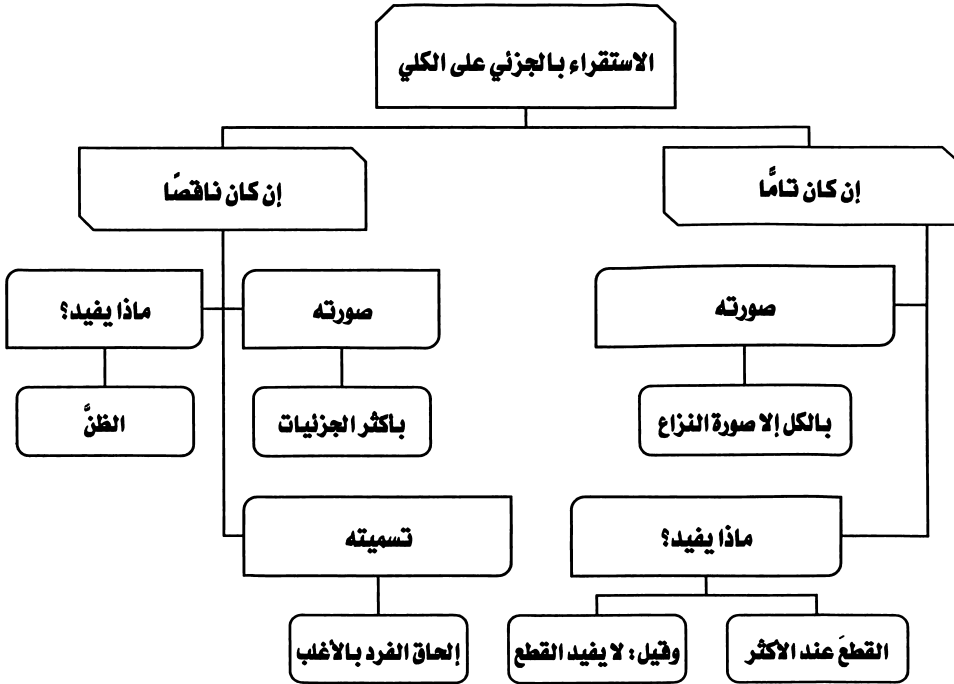 الاستقراء بالجزئي على الكلي
إن كان تامًّا
إن كان ناقصًا
صورته
صورته
ماذا يفيد؟
بالكل إلا صورة النزاع
بأكثر الجزئيات
الظنَّ
ماذا يفيد؟
تسميته
القطعَ عند الأكثر
وقيل: لا يفيد القطع
إلحاق الفرد بالأغلب